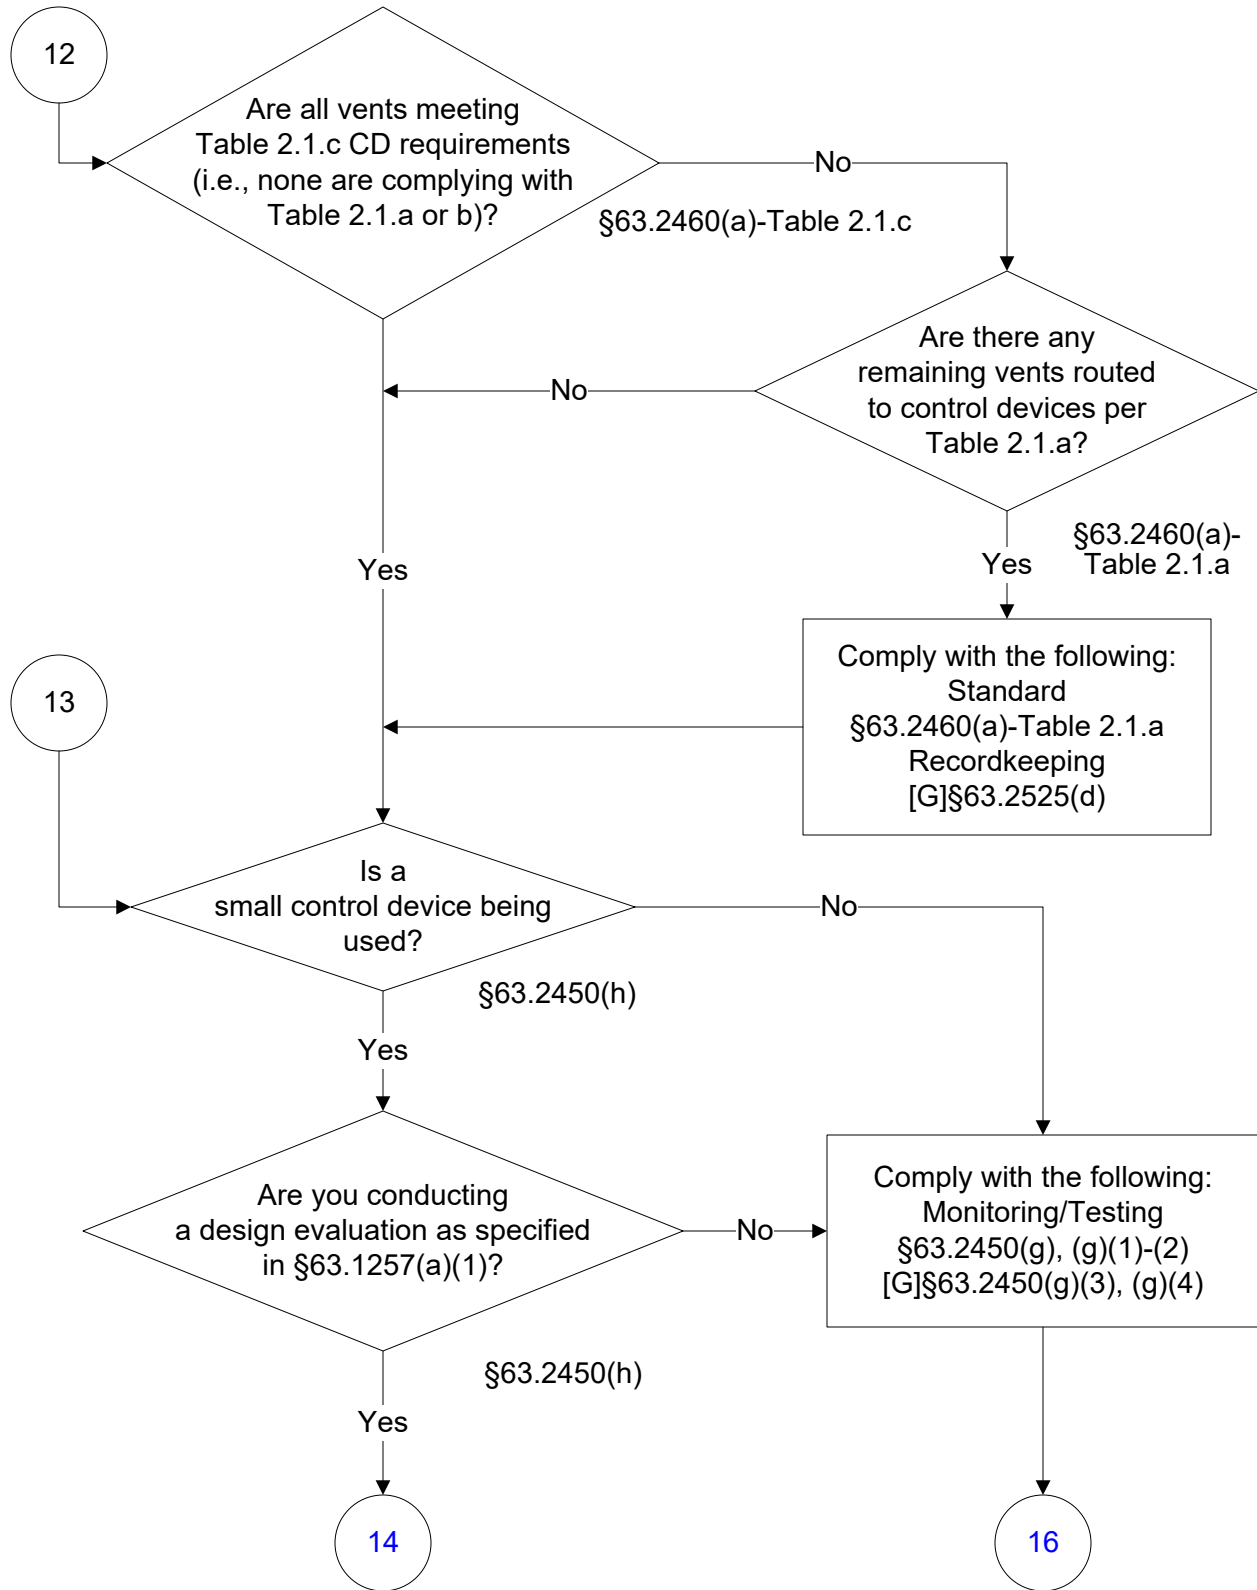 12
Are all vents meeting
Table 2.1.c CD requirements
(i.e., none are complying with
Table 2.1.a or b)?
No
§63.2460(a)-Table 2.1.c
Are there any
remaining vents routed
to control devices per
Table 2.1.a?
No
§63.2460(a)-
Table 2.1.a
Yes
Yes
Comply with the following:
Standard
§63.2460(a)-Table 2.1.a
Recordkeeping
[G]§63.2525(d)
13
Is a
small control device being
used?
No
§63.2450(h)
Yes
Are you conducting
a design evaluation as specified
in §63.1257(a)(1)?
No
Comply with the following:
Monitoring/Testing
§63.2450(g), (g)(1)-(2)
[G]§63.2450(g)(3), (g)(4)
§63.2450(h)
Yes
14
16